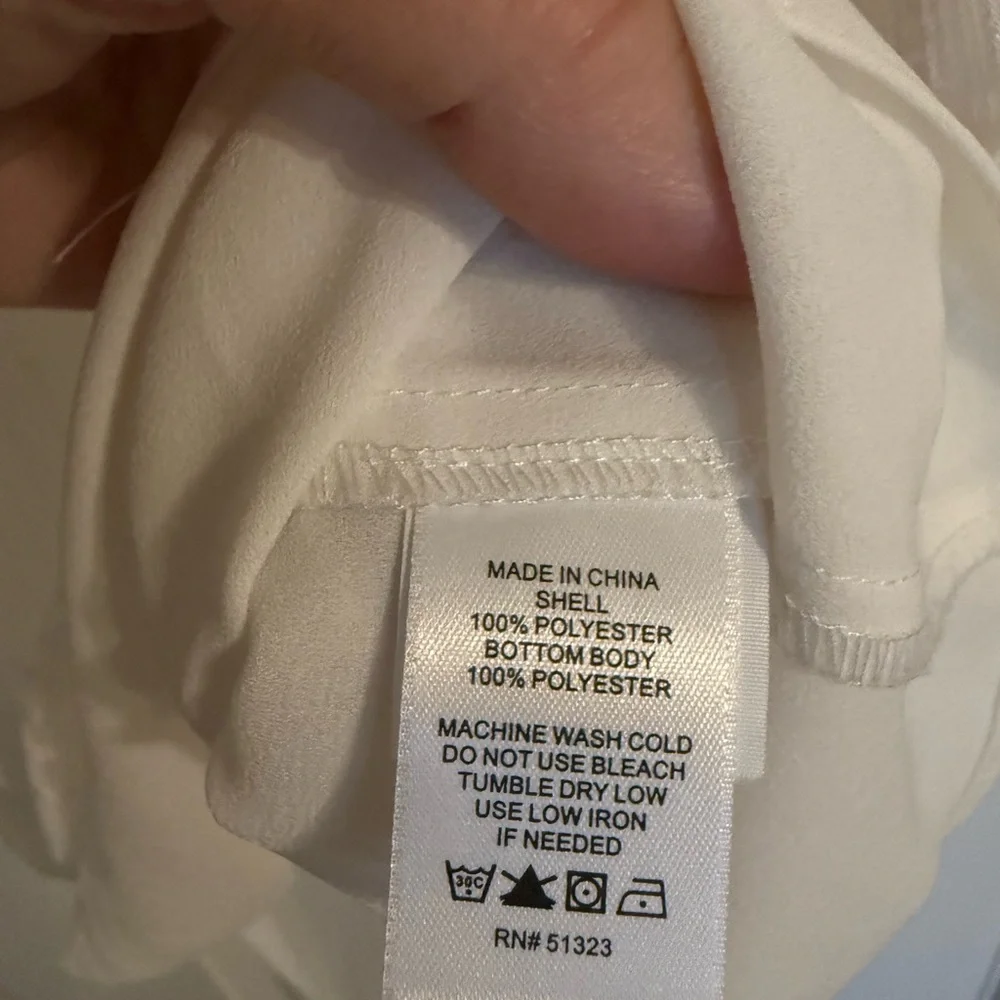 MADE IN CHINA
SHELL
100% POLYESTER
BOTTOM BODY
100% POLYESTER
MACHINE WASH COLD
DO NOT USE BLEACH
TUMBLE DRY LOW
USE LOW IRON
IF NEEDED
30C
RN# 51323